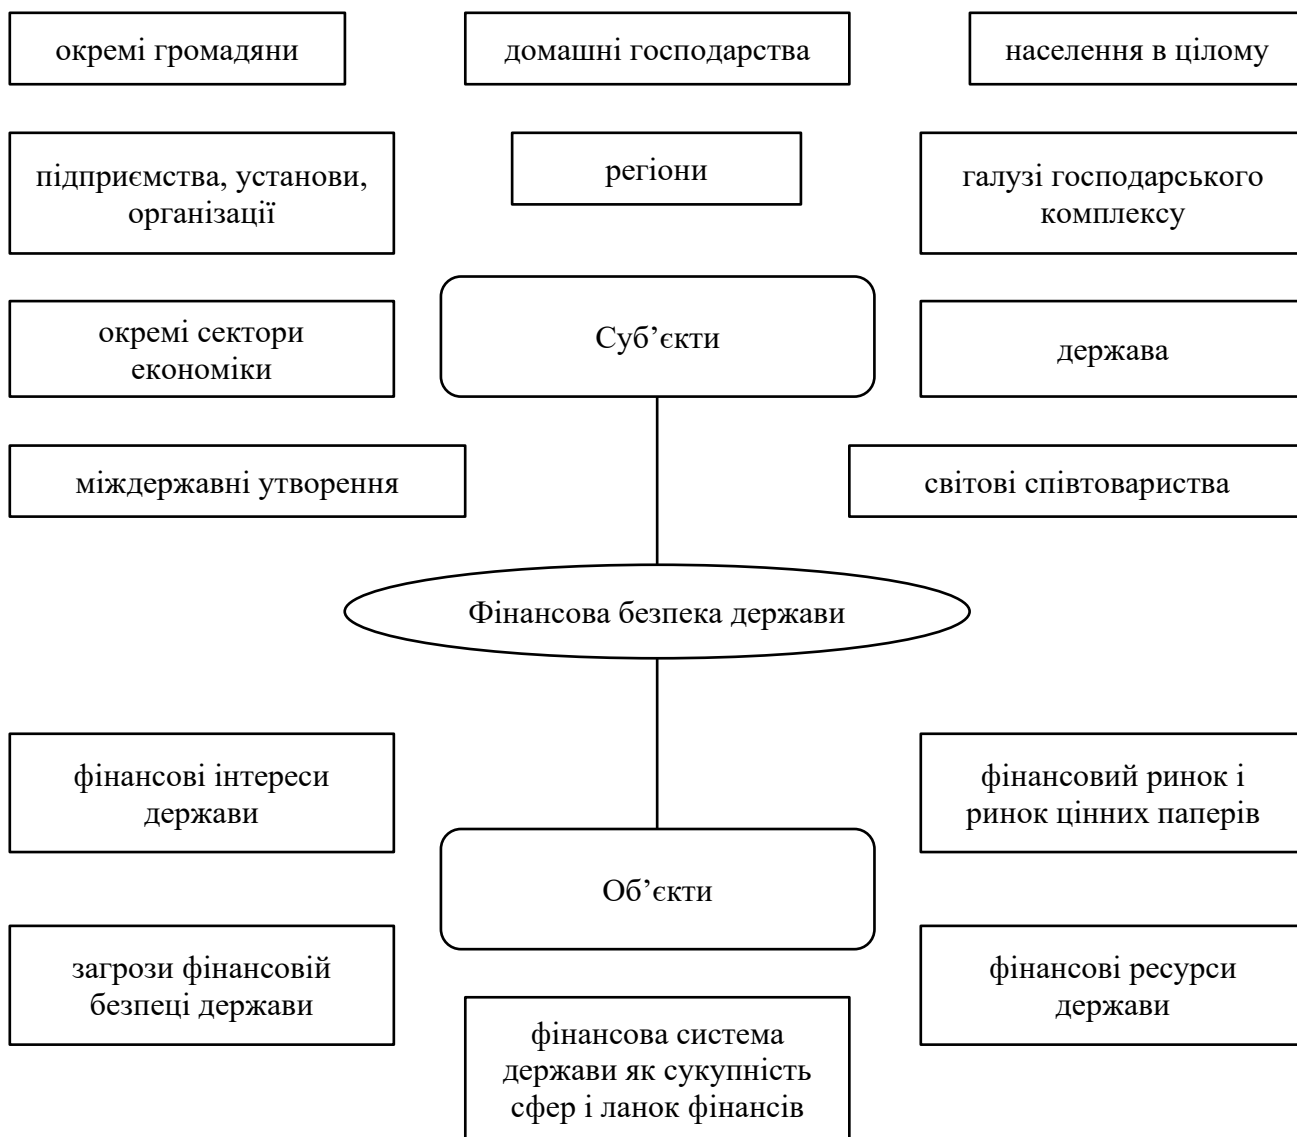 окремі громадяни
домашні господарства
населення в цілому
підприємства, установи,
організації
регіони
галузі господарського
комплексу
окремі сектори
економіки
Суб’єкти
держава
міждержавні утворення
світові співтовариства
Фінансова безпека держави
фінансові інтереси
держави
фінансовий ринок і
ринок цінних паперів
Об’єкти
загрози фінансовій
безпеці держави
фінансові ресурси
держави
фінансова система
держави як сукупність
сфер і ланок фінансів